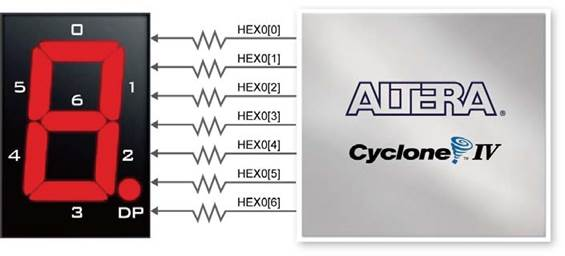 0
5
1
6
4
2
3
DP
HEX0[0]
HEX0[1]
HEX0[2]
HEX0[3]
HEX0[4]
HEX0[5]
HEX0[6]
ALTERA®
Cyclone™ IV